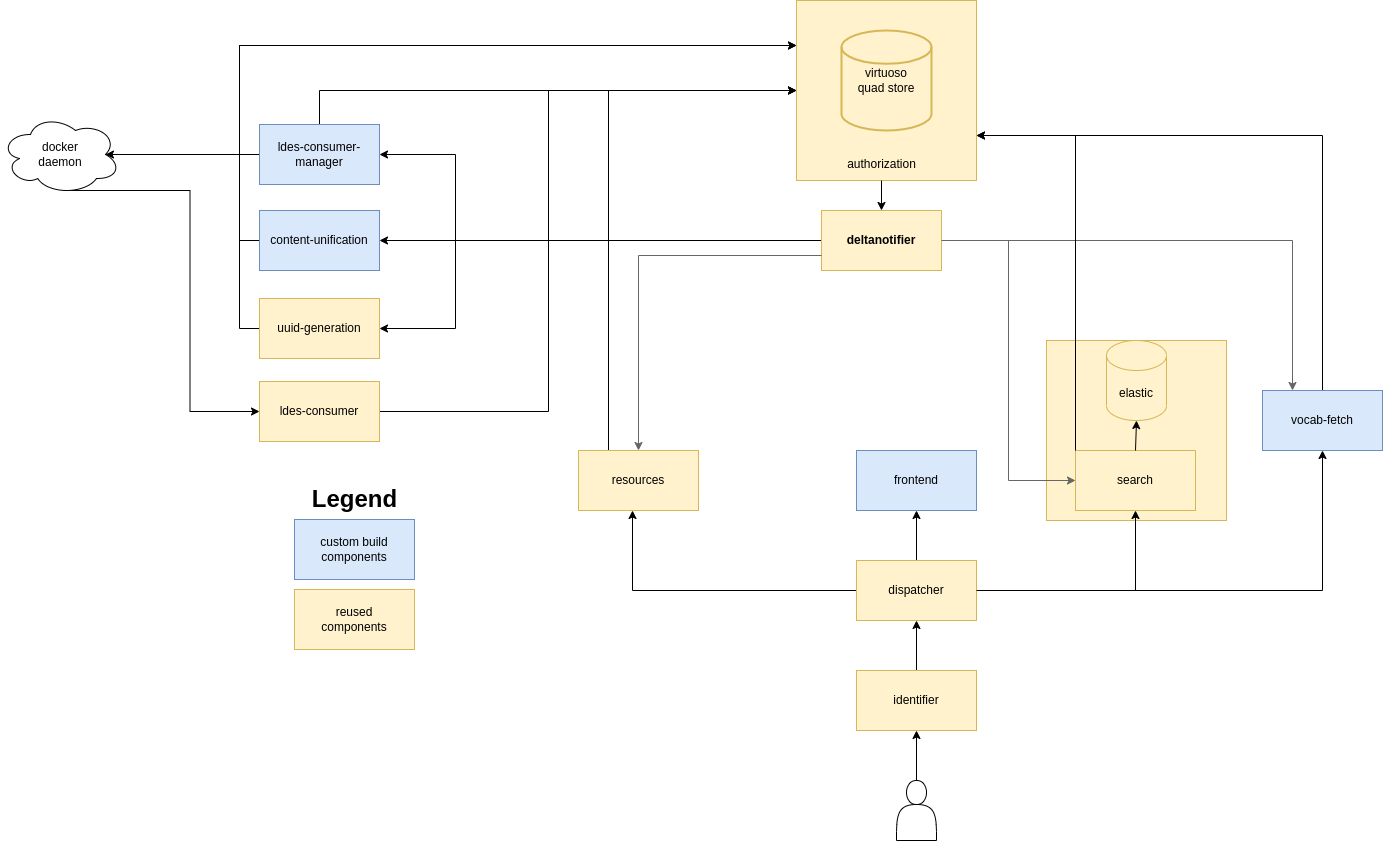 virtuoso
quad store
authorization
docker
daemon
ldes-consumer-
manager
content-unification
deltanotifier
uuid-generation
ldes-consumer
elastic
vocab-fetch
resources
frontend
search
Legend
custom build
components
reused
components
dispatcher
identifier